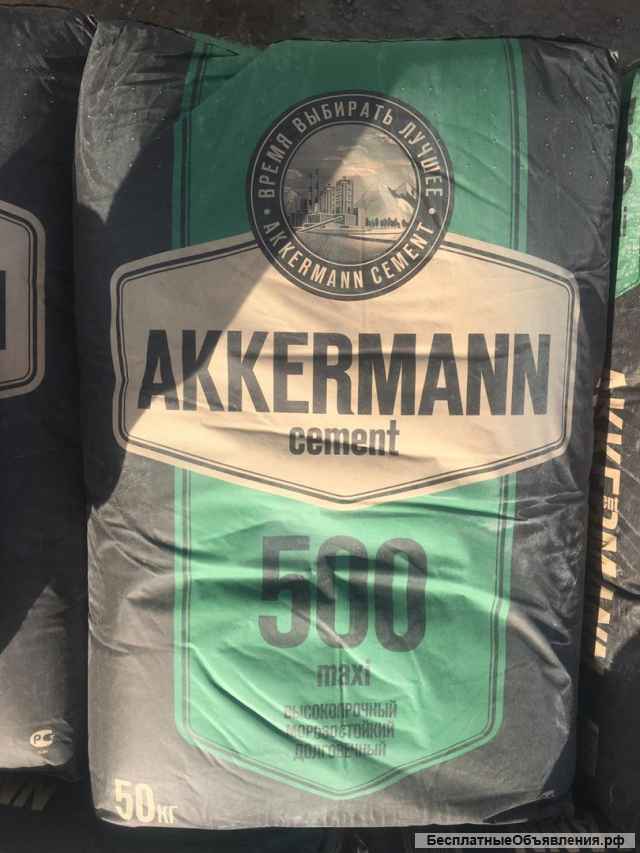 ВРЕМЯ ВЫБИРАТЬ ЛУЧШЕЕ
AKKERMANN CEMENT
AKKERMANN
cement
500
maxi
ВЫСОКОПРОЧНЫЙ
МОРОЗОСТОЙКИЙ
ДОЛГОВЕЧНЫЙ
50кг
БесплатныеОбъявления.рф